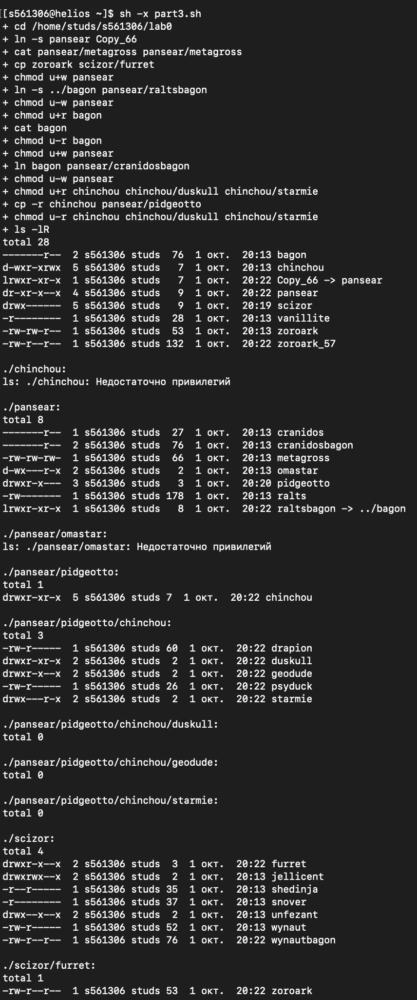 [[s561306@helios ~]$ sh -x part3.sh
+ cd /home/studs/s561306/lab0
+ ln -s pansear Copy_66
+ cat pansear/metagross pansear/metagross
+ cp zoroark scizor/furret
+ chmod u+w pansear
+ ln -s ../bagon pansear/raltsbagon
+ chmod u-w pansear
+ chmod u+r bagon
+ cat bagon
+ chmod u-r bagon
+ chmod u+w pansear
+ ln bagon pansear/cranidosbagon
+ chmod u-w pansear
+ chmod u+r chinchou chinchou/duskull chinchou/starmie
+ cp -r chinchou pansear/pidgeotto
+ chmod u-r chinchou chinchou/duskull chinchou/starmie
+ ls -lR
total 28
-------r--  2 s561306 studs  76  1 окт.  20:13 bagon
d-wxr-xrwx  5 s561306 studs   7  1 окт.  20:13 chinchou
lrwxr-xr-x  1 s561306 studs   7  1 окт.  20:22 Copy_66 -> pansear
dr-xr-x--x  4 s561306 studs   9  1 окт.  20:22 pansear
drwx------  5 s561306 studs   9  1 окт.  20:19 scizor
-r--------  1 s561306 studs  28  1 окт.  20:13 vanillite
-rw-rw-r--  1 s561306 studs  53  1 окт.  20:13 zoroark
-rw-r--r--  1 s561306 studs 132  1 окт.  20:22 zoroark_57

./chinchou:
ls: ./chinchou: Недостаточно привилегий

./pansear:
total 8
-------r--  1 s561306 studs  27  1 окт.  20:13 cranidos
-------r--  2 s561306 studs  76  1 окт.  20:13 cranidosbagon
-rw-rw-rw-  1 s561306 studs  66  1 окт.  20:13 metagross
d-wx---r-x  2 s561306 studs   2  1 окт.  20:13 omastar
drwxr-x---  3 s561306 studs   3  1 окт.  20:20 pidgeotto
-rw-------  1 s561306 studs 178  1 окт.  20:13 ralts
lrwxr-xr-x  1 s561306 studs   8  1 окт.  20:22 raltsbagon -> ../bagon

./pansear/omastar:
ls: ./pansear/omastar: Недостаточно привилегий

./pansear/pidgeotto:
total 1
drwxr-xr-x  5 s561306 studs 7  1 окт.  20:22 chinchou

./pansear/pidgeotto/chinchou:
total 3
-rw-r-----  1 s561306 studs 60  1 окт.  20:22 drapion
drwxr-xr-x  2 s561306 studs  2  1 окт.  20:22 duskull
drwxr-x--x  2 s561306 studs  2  1 окт.  20:22 geodude
-rw-r-----  1 s561306 studs 26  1 окт.  20:22 psyduck
drwx---r-x  2 s561306 studs  2  1 окт.  20:22 starmie

./pansear/pidgeotto/chinchou/duskull:
total 0

./pansear/pidgeotto/chinchou/geodude:
total 0

./pansear/pidgeotto/chinchou/starmie:
total 0

./scizor:
total 4
drwxr-x--x  2 s561306 studs  3  1 окт.  20:22 furret
drwxrwx--x  2 s561306 studs  2  1 окт.  20:13 jellicent
-r--r-----  1 s561306 studs 35  1 окт.  20:13 shedinja
-r--------  1 s561306 studs 37  1 окт.  20:13 snover
drwx--x--x  2 s561306 studs  2  1 окт.  20:13 unfezant
-rw-r-----  1 s561306 studs 52  1 окт.  20:13 wynaut
-rw-r--r--  1 s561306 studs 76  1 окт.  20:22 wynautbagon

./scizor/furret:
total 1
-rw-r--r--  1 s561306 studs 53  1 окт.  20:22 zoroark